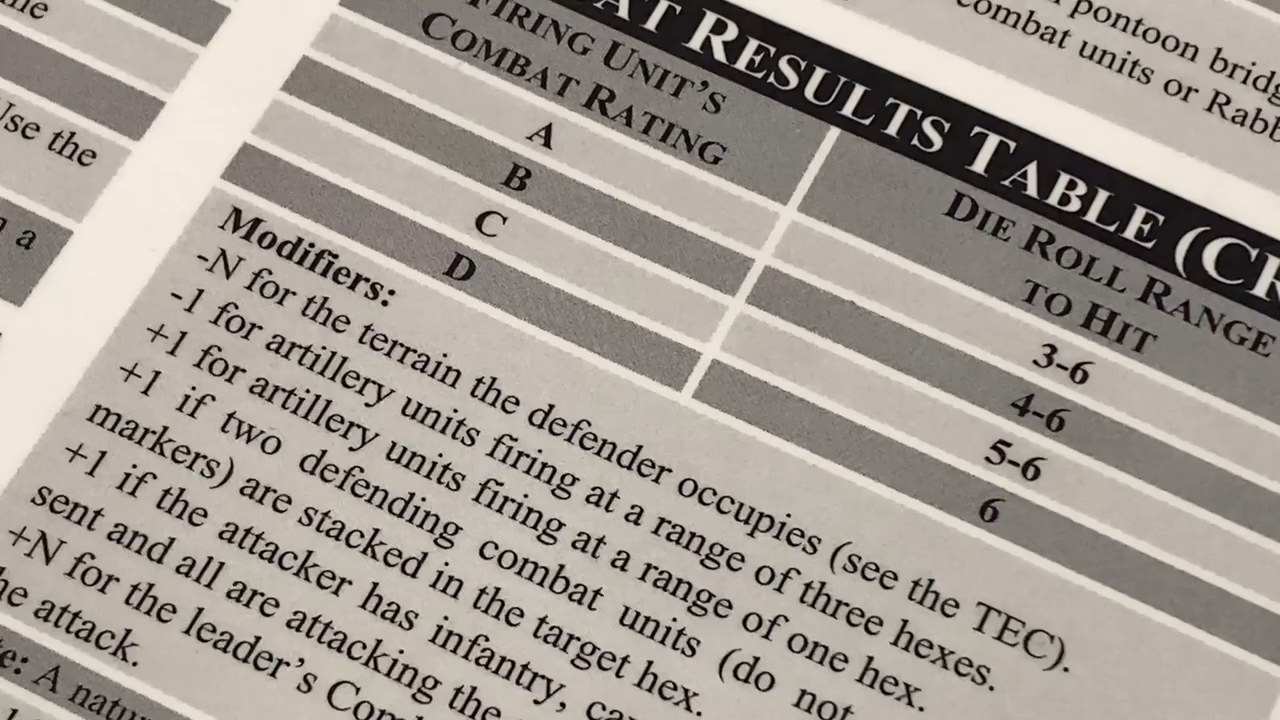 Use the
a
pontoon
combat units or
RESULTS TABLE
FIRING UNIT'S
COMBAT RATING
DIE ROLL RANGE
TO HIT
A 3-6
B 4-6
C 5-6
D 6
Modifiers:
-N for the terrain the defender occupies (see the TEC).
-1 for artillery units firing at a range of three hexes.
+1 for artillery units firing at a range of one hex.
+1 if two defending combat units (do not
markers) are stacked in the target hex.
+1 if the attacker has infantry,
sent and all are attacking the
+N for the leader's
attack.
A